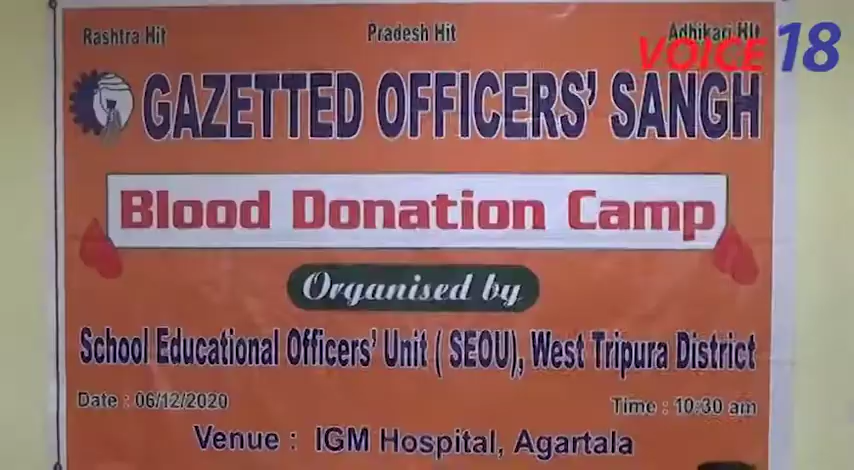 Rashtra Hit Pradesh Hit Adhikari Hit
VOICE 18
GAZETTED OFFICERS' SANGH
Blood Donation Camp
Organised by
School Educational Officers' Unit ( SEOU), West Tripura District
Date : 06/12/2020 Time : 10:30 am
Venue : IGM Hospital, Agartala